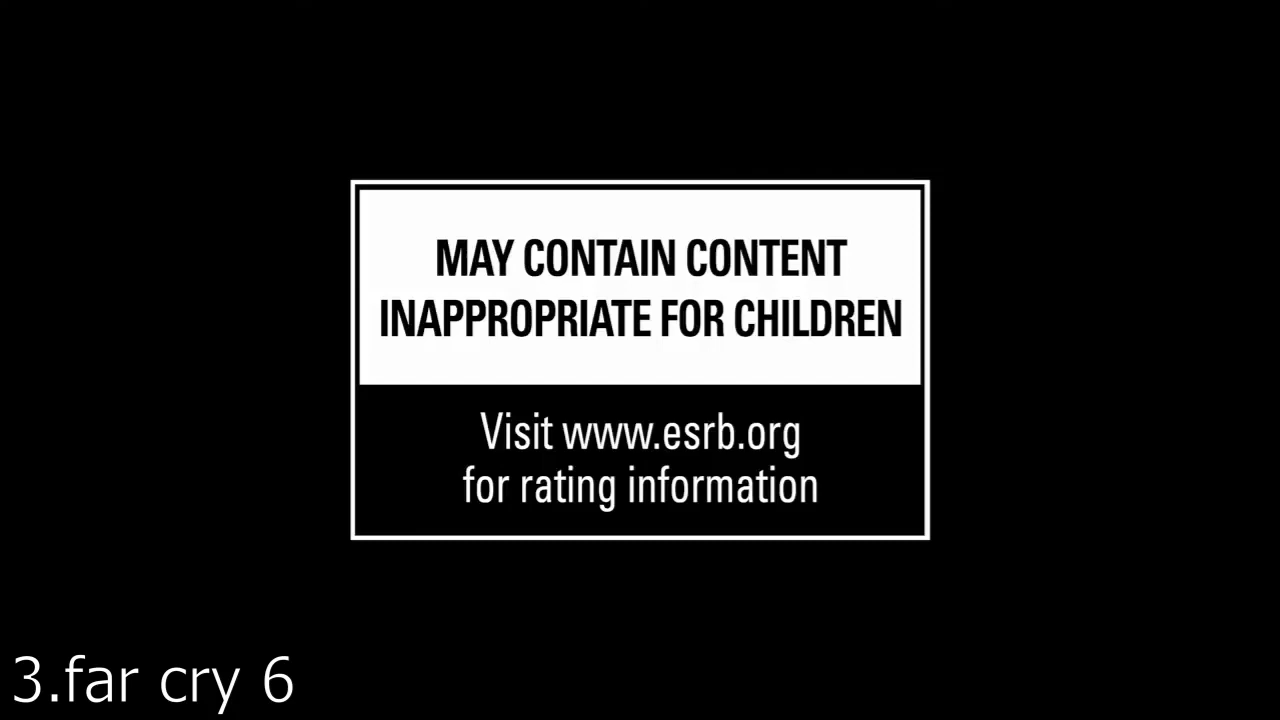 MAY CONTAIN CONTENT
INAPPROPRIATE FOR CHILDREN
Visit www.esrb.org
for rating information
3.far cry 6